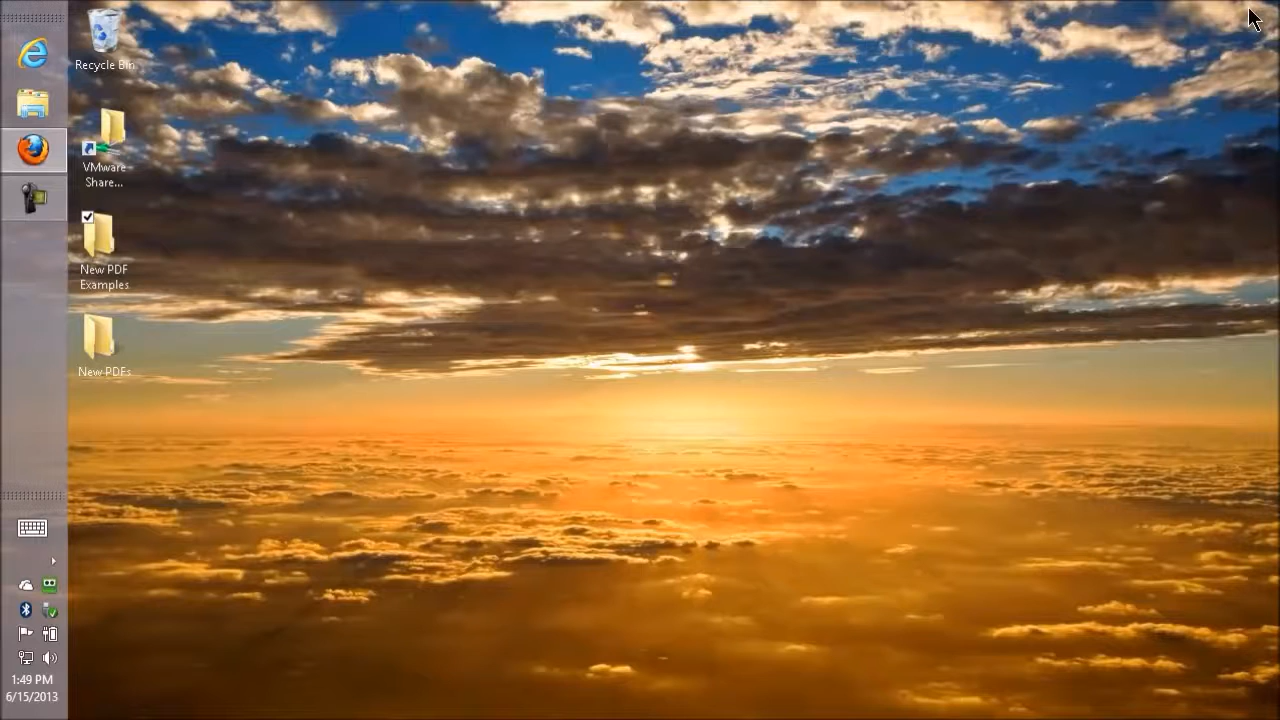 Recycle Bin
VMware
Share...
New PDF
Examples
New PDFs
1:49 PM
6/15/2013